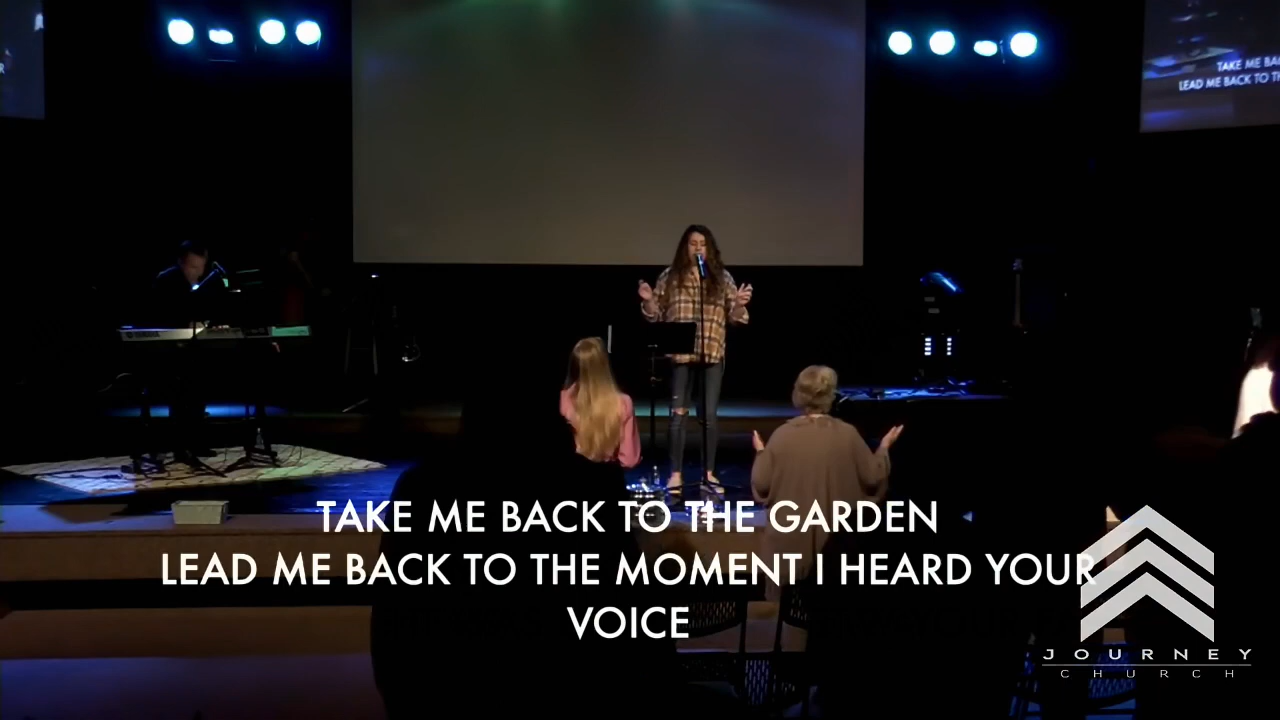 R
TAKE ME BAC
LEAD ME BACK TO TH
TAKE ME BACK TO THE GARDEN
LEAD ME BACK TO THE MOMENT I HEARD YOUR
VOICE
JOURNEY
CHURCH